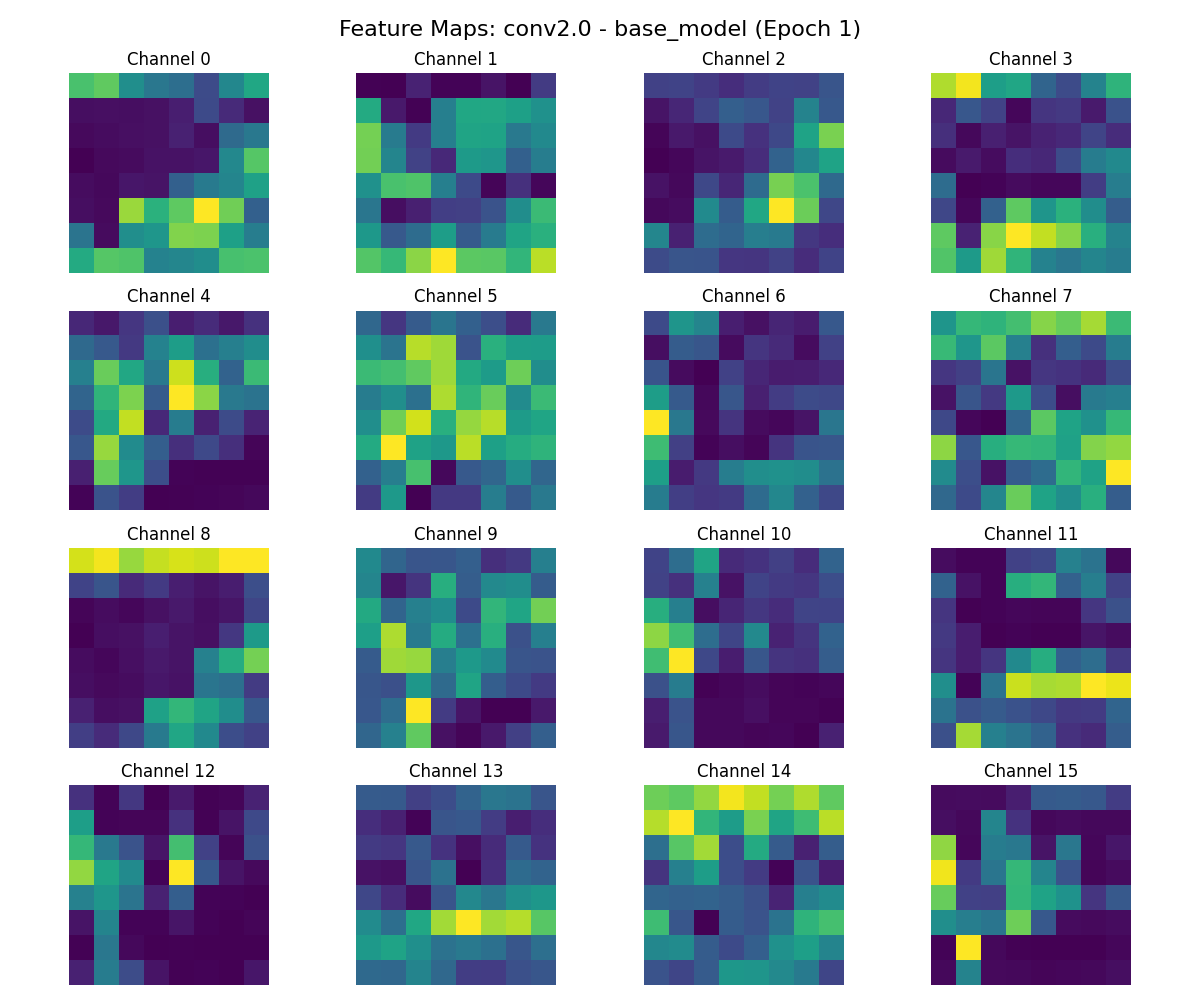 Feature Maps: conv2.0 - base_model (Epoch 1)
Channel 0
Channel 1
Channel 2
Channel 3
Channel 4
Channel 5
Channel 6
Channel 7
Channel 8
Channel 9
Channel 10
Channel 11
Channel 12
Channel 13
Channel 14
Channel 15